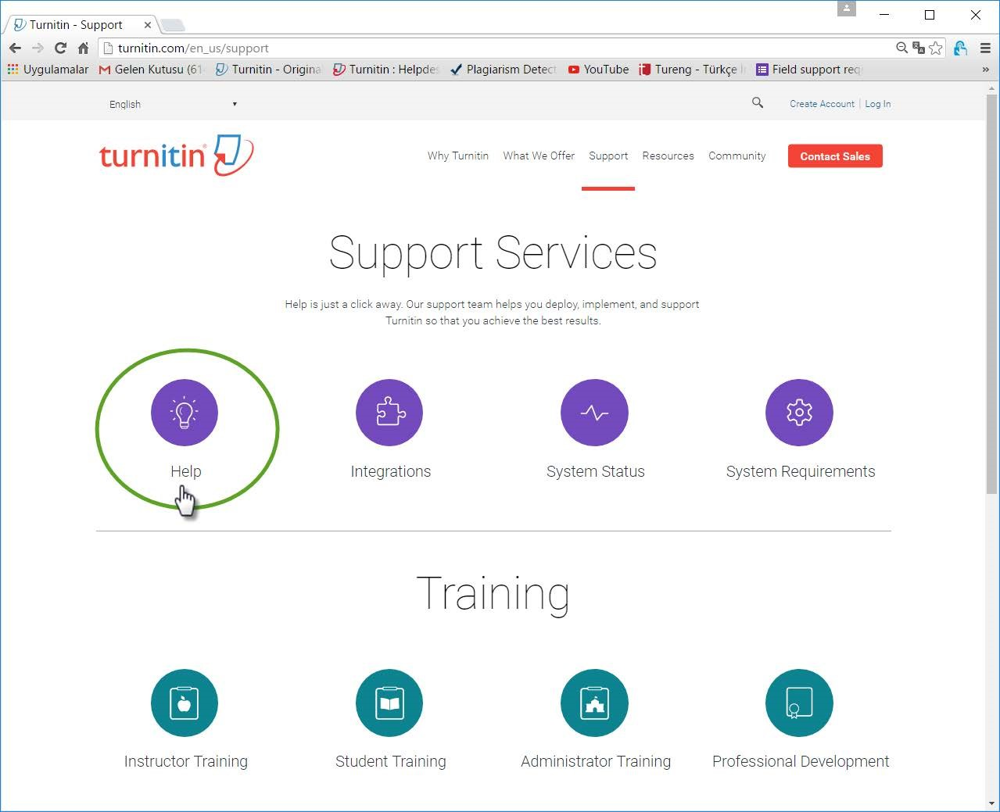 Turnitin - Support
turnitin.com/en_us/support
Uygulamalar Gelen Kutusu (61 Turnitin - Origina Turnitin : Helpdes Plagiarism Detect YouTube Tureng - Türkçe İ Field support req »
English Create Account | Log In
turnitin® Why Turnitin What We Offer Support Resources Community Contact Sales
Support Services
Help is just a click away. Our support team helps you deploy, implement, and support
Turnitin so that you achieve the best results.
Help Integrations System Status System Requirements
Training
Instructor Training Student Training Administrator Training Professional Development